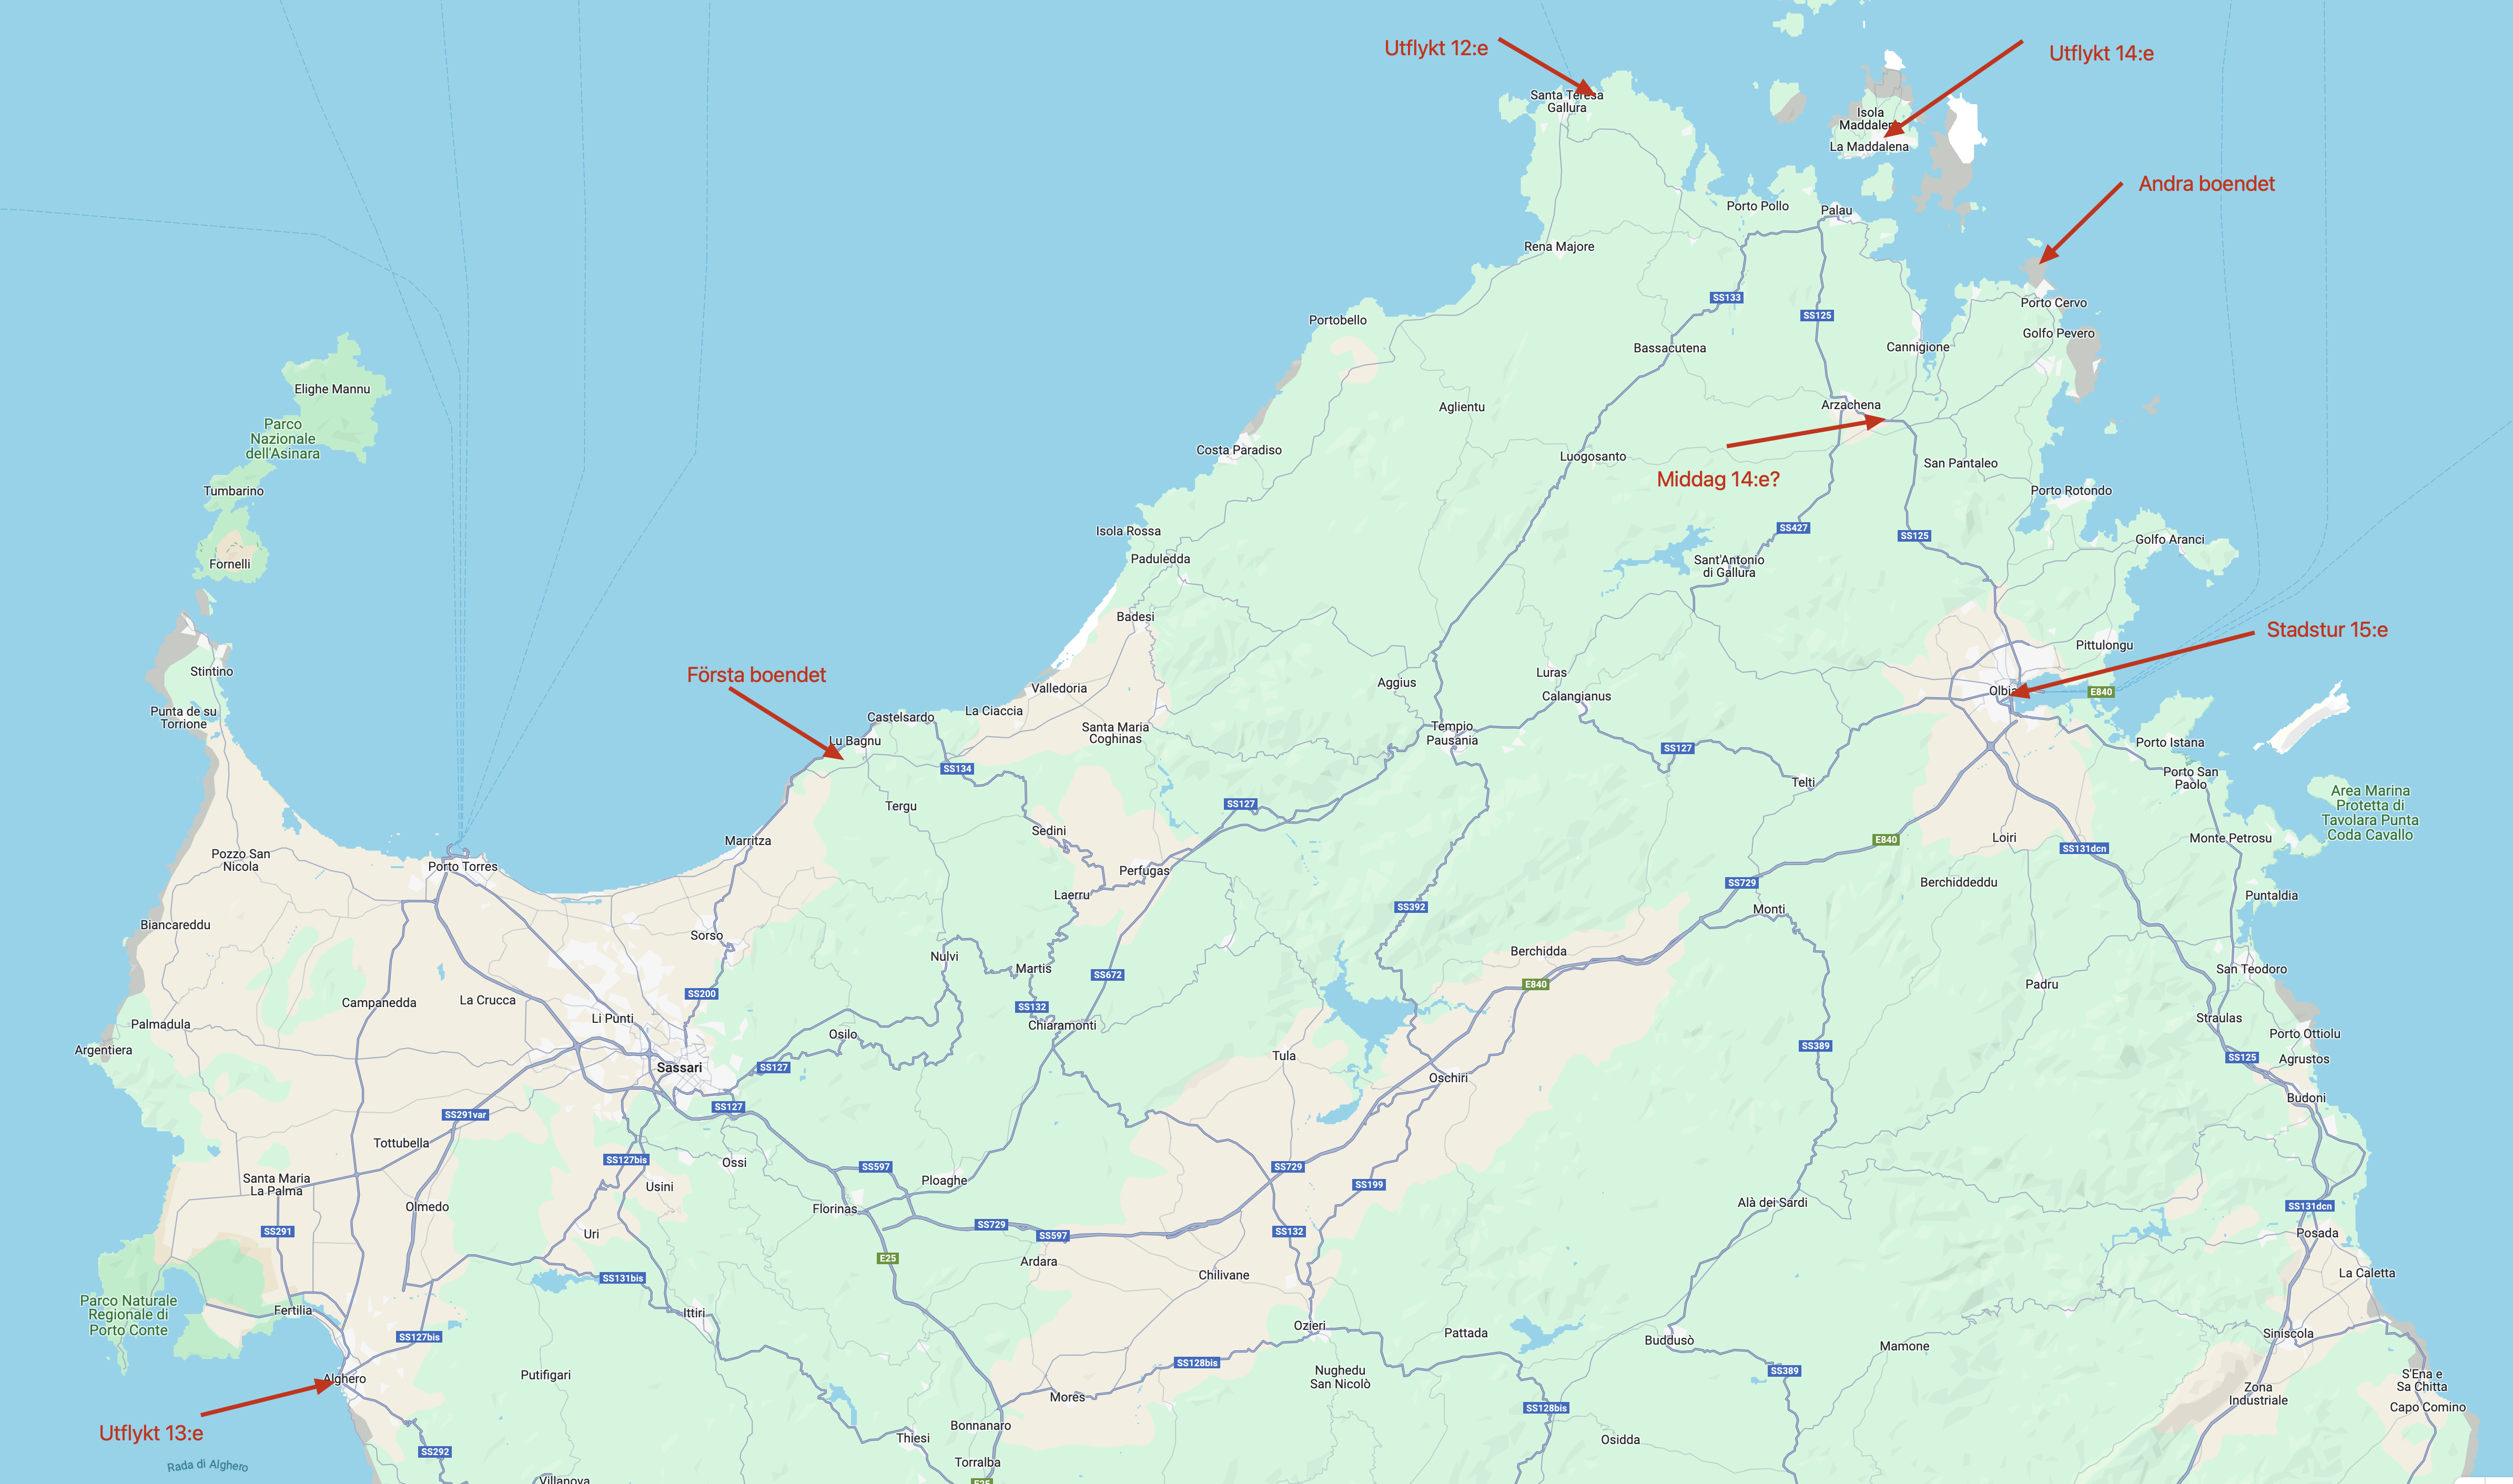 Utflykt 12:e
Utflykt 14:e
Santa Teresa
Gallura
Isola
Maddalena
La Maddalena
Andra boendet
Porto Pollo
Palau
Rena Majore
SS133
SS125
Porto Cervo
Portobello
Golfo Pevero
Bassacutena
Cannigione
Elighe Mannu
Aglientu
Arzachena
Parco
Nazionale
dell'Asinara
Costa Paradiso
Luogosanto
San Pantaleo
Middag 14:e?
Tumbarino
Porto Rotondo
Isola Rossa
SS427
SS125
Golfo Aranci
Paduledda
Sant'Antonio
di Gallura
Fornelli
Badesi
Stadstur 15:e
Pittulongu
Stintino
Första boendet
Luras
Aggius
Valledoria
Calangianus
Olbia
E840
Punta de su
Torrione
Castelsardo
La Ciaccia
Santa Maria
Coghinas
Tempio
Pausania
Lu Bagnu
SS127
Porto Istana
SS134
Telti
Porto San
Paolo
Tergu
SS127
Area Marina
Protetta di
Tavolara Punta
Coda Cavallo
Sedini
Marritza
E840
Loiri
Monte Petrosu
SS131dcn
Pozzo San
Nicola
Porto Torres
Perfugas
SS729
Berchiddeddu
Laerru
Puntaldia
SS392
Monti
Biancareddu
Sorso
Berchidda
Nulvi
Martis
SS672
San Teodoro
E840
Padru
Campanedda
La Crucca
SS200
SS132
Li Punti
Straulas
Palmadula
Chiaramonti
Osilo
Porto Ottiolu
Argentiera
SS389
Tula
SS125
Agrustos
Sassari
SS127
Oschiri
Budoni
SS127
SS291var
Tottubella
SS127bis
Ossi
SS597
SS729
Santa Maria
La Palma
Usini
Ploaghe
SS199
Olmedo
Florinas
Alà dei Sardi
SS131dcn
SS291
Uri
SS729
SS597
SS132
Posada
E25
Ardara
Chilivane
La Caletta
SS131bis
Parco Naturale
Regionale di
Porto Conte
Fertilia
Ittiri
Ozieri
SS127bis
Pattada
Buddusò
Siniscola
Mamone
SS128bis
Alghero
Putifigari
Nughedu
San Nicolò
SS389
S'Ena e
Sa Chitta
Mores
Zona
Industriale
Capo Comino
SS128bis
Utflykt 13:e
Bonnanaro
Thiesi
Osidda
SS292
Rada di Alghero
Torralba
Villanova
E25